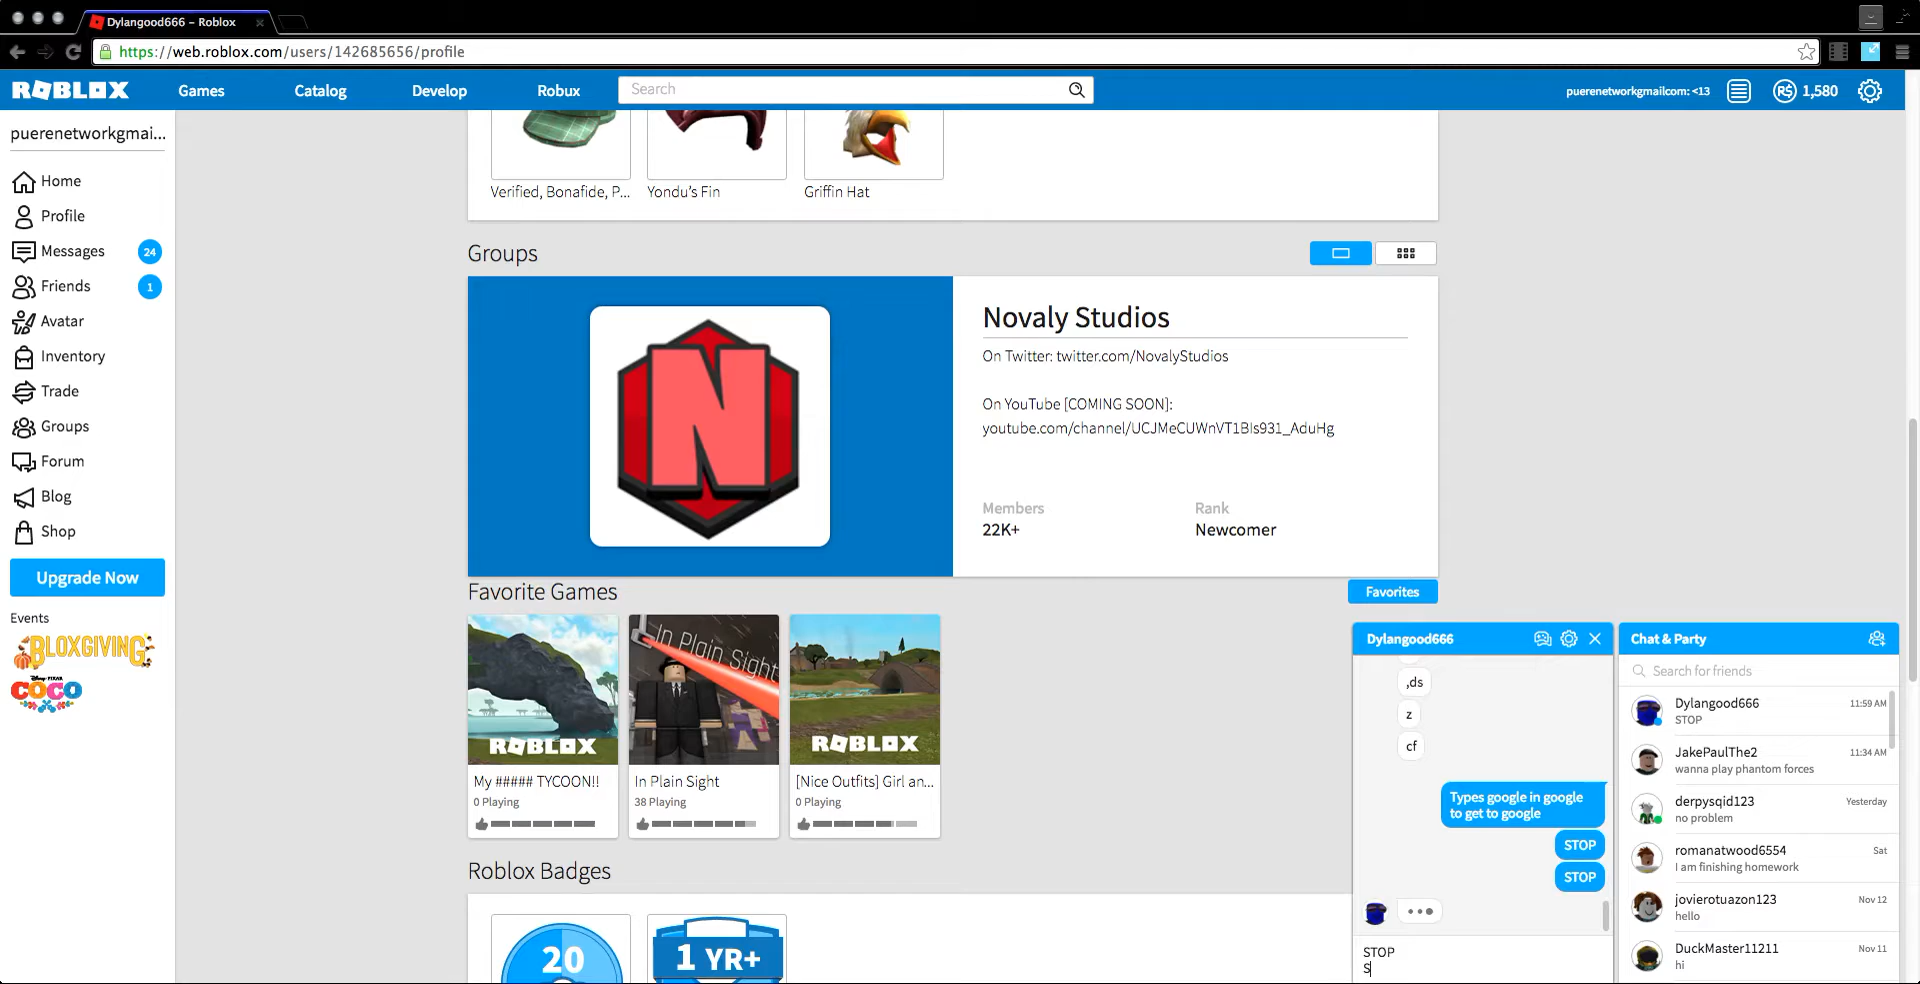 Dylangood666 – Roblox
https://web.roblox.com/users/142685656/profile
ROBLOX
Games
Catalog
Develop
Robux
Search
puerenetworkgmailcom: <13
R$
1,580
puerenetworkgmai...
Home
Profile
Messages
24
Friends
1
Avatar
Inventory
Trade
Groups
Forum
Blog
Shop
Upgrade Now
Events
BLOXGIVING
DISNEY PIXAR
COCO
Verified, Bonafide, P...
Yondu's Fin
Griffin Hat
Groups
N
Novaly Studios
On Twitter: twitter.com/NovalyStudios
On YouTube [COMING SOON]:
youtube.com/channel/UCJMeCUWnVT1BIs931_AduHg
Members
22K+
Rank
Newcomer
Favorite Games
Favorites
ROBLOX
My ##### TYCOON!!
0 Playing
In Plain Sight
In Plain Sight
38 Playing
ROBLOX
[Nice Outfits] Girl an...
0 Playing
Roblox Badges
20
1 YR+
Dylangood666
,ds
z
cf
Types google in google
to get to google
STOP
STOP
STOP
S
Chat & Party
Search for friends
Dylangood666
11:59 AM
STOP
JakePaulThe2
11:34 AM
wanna play phantom forces
derpysqid123
Yesterday
no problem
romanatwood6554
Sat
I am finishing homework
jovierotuazon123
Nov 12
hello
DuckMaster11211
Nov 11
hi